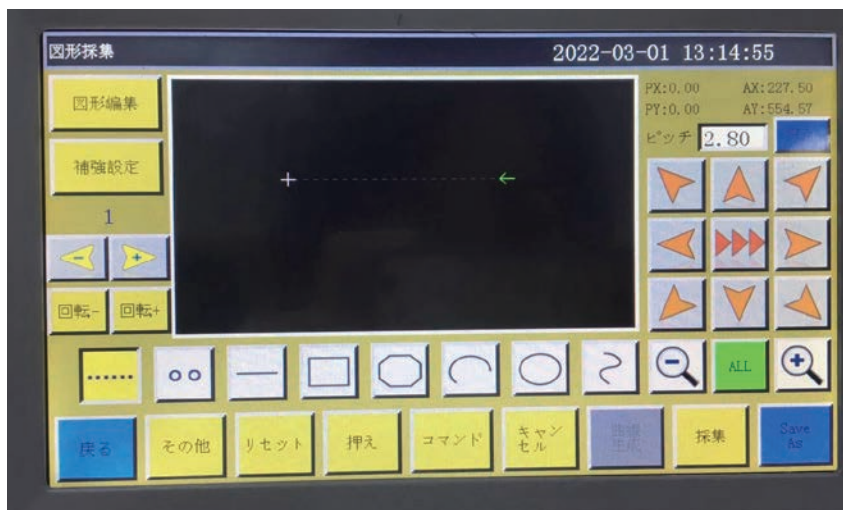 図形採集
2022-03-01 13:14:55
図形編集
PX:0.00 AX:227.50
PY:0.00 AY:554.57
ピッチ 2.80
補強設定
1
回転- 回転+
ALL
戻る
その他
リセット
押え
コマンド
キャン
セル
生成
採集
Save
As